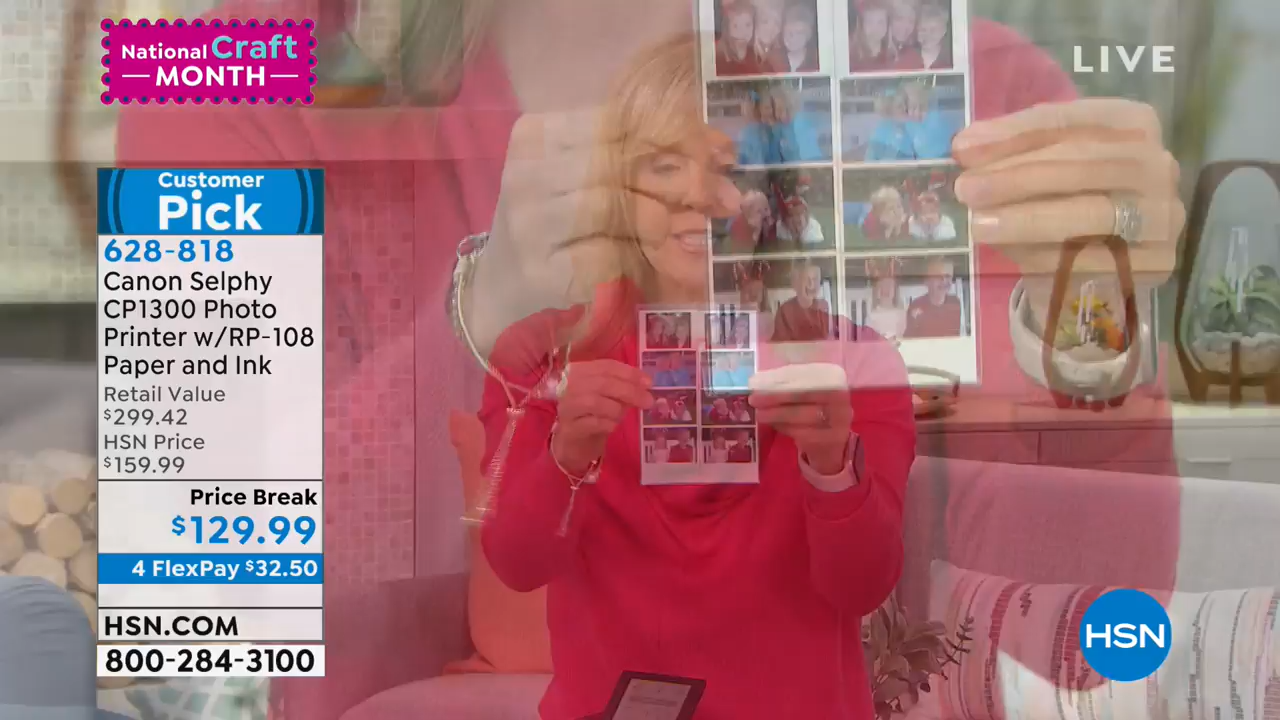 National Craft
MONTH
LIVE
Customer
Pick
628-818
Canon Selphy
CP1300 Photo
Printer w/RP-108
Paper and Ink
Retail Value
$299.42
HSN Price
$159.99
Price Break
$129.99
4 FlexPay $32.50
HSN.COM
800-284-3100
HSN